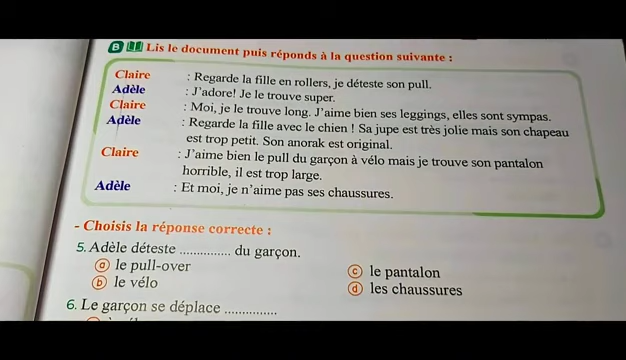 B Lis le document puis réponds à la question suivante :
Claire : Regarde la fille en rollers, je déteste son pull.
Adèle : J'adore! Je le trouve super.
Claire : Moi, je le trouve long. J'aime bien ses leggings, elles sont sympas.
Adèle : Regarde la fille avec le chien ! Sa jupe est très jolie mais son chapeau
est trop petit. Son anorak est original.
Claire : J'aime bien le pull du garçon à vélo mais je trouve son pantalon
horrible, il est trop large.
Adèle : Et moi, je n'aime pas ses chaussures.
- Choisis la réponse correcte :
5. Adèle déteste ............... du garçon.
a le pull-over
c le pantalon
b le vélo
d les chaussures
6. Le garçon se déplace ...............